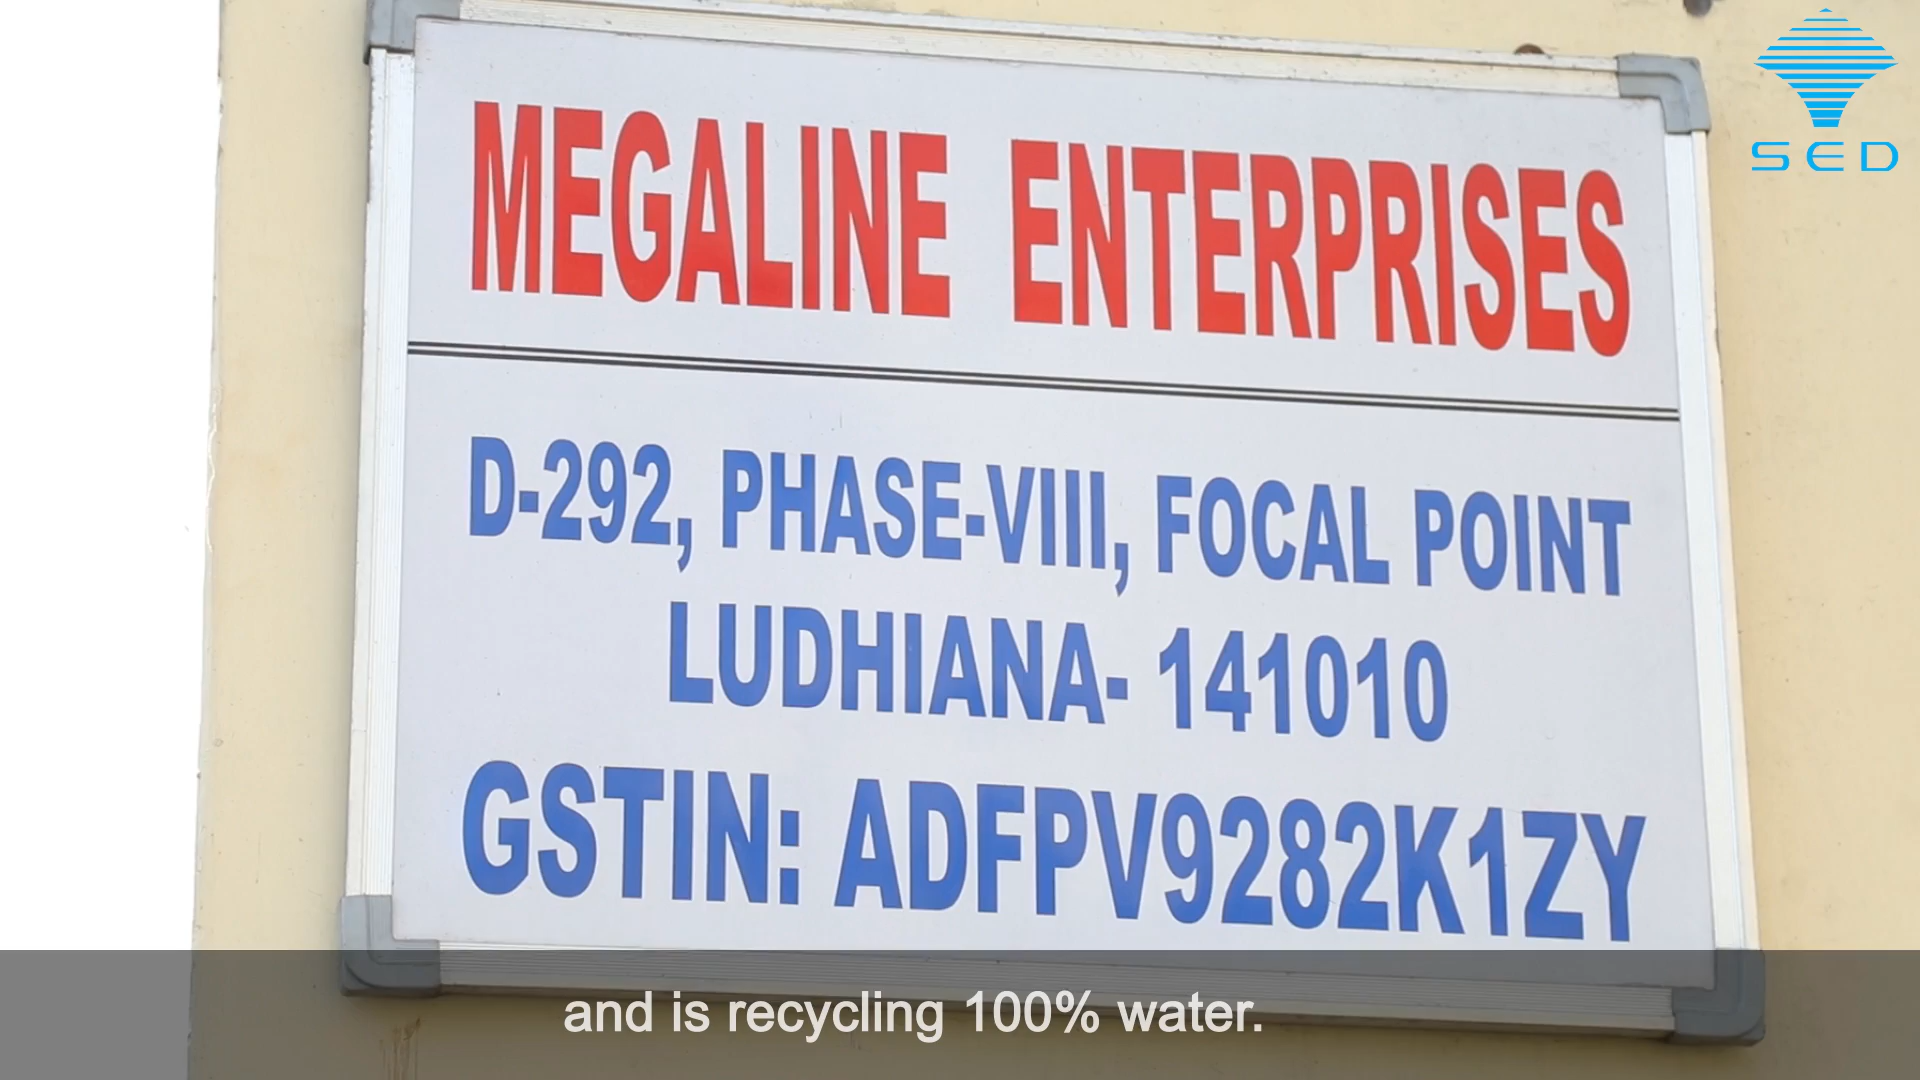 MEGALINE ENTERPRISES
D-292, PHASE-VIII, FOCAL POINT
LUDHIANA- 141010
GSTIN: ADFPV9282K1ZY
SED
and is recycling 100% water.